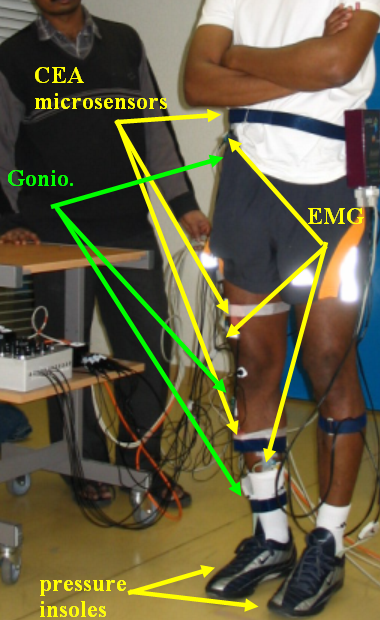 CEA
microsensors
Gonio.
EMG
pressure
insoles